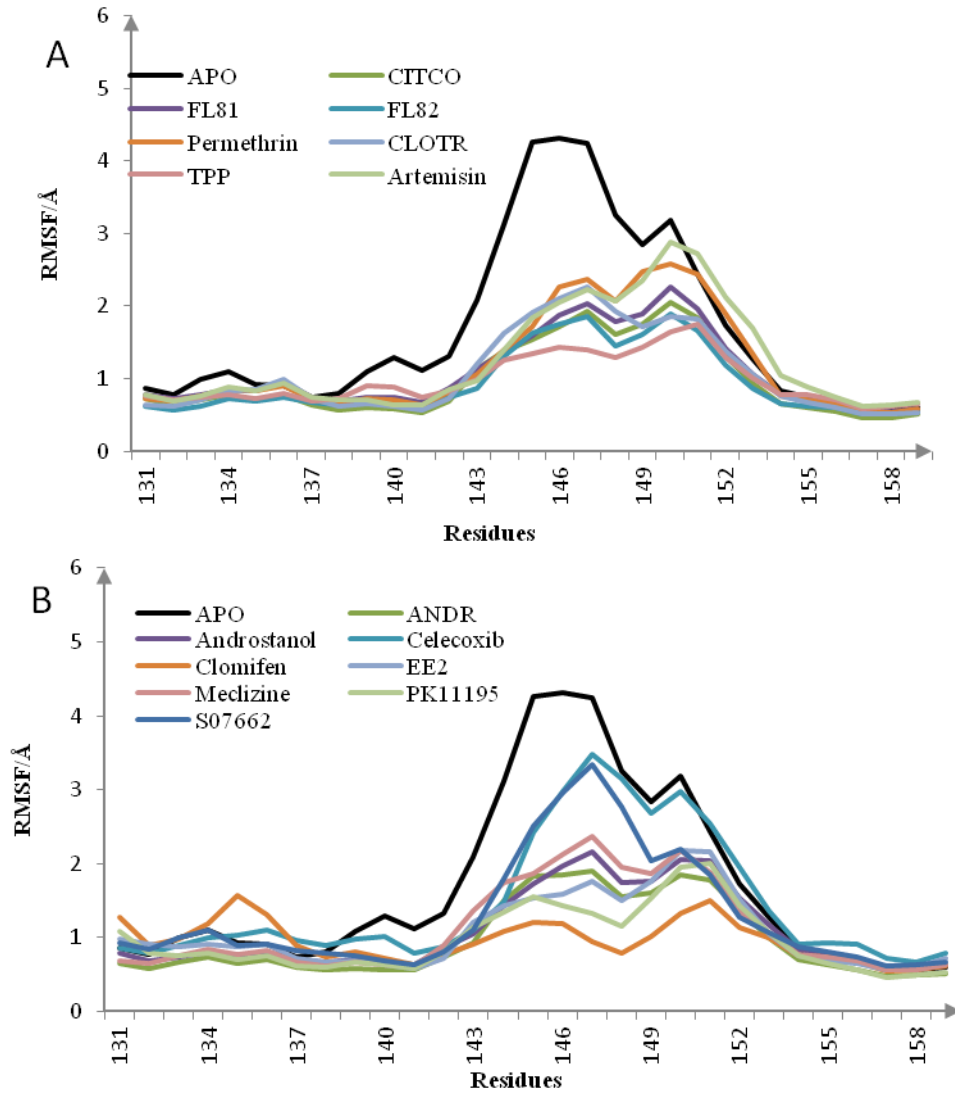 A
6
5
4
3
2
1
0
RMSF/Å
APO CITCO
FL81 FL82
Permethrin CLOTR
TPP Artemisin
131 134 137 140 143 146 149 152 155 158
Residues
B
6
5
4
3
2
1
0
RMSF/Å
APO ANDR
Androstanol Celecoxib
Clomifen EE2
Meclizine PK11195
S07662
131 134 137 140 143 146 149 152 155 158
Residues